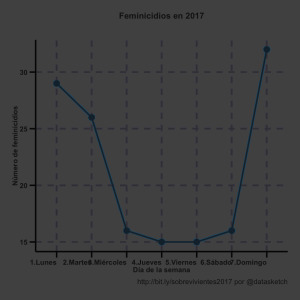 Feminicidios en 2017
Número de feminicidios
30
25
20
15
1.Lunes 2.Martes 3.Miércoles 4.Jueves 5.Viernes 6.Sábado 7.Domingo
Día de la semana
http://bit.ly/sobrevivientes2017 por @datasketch